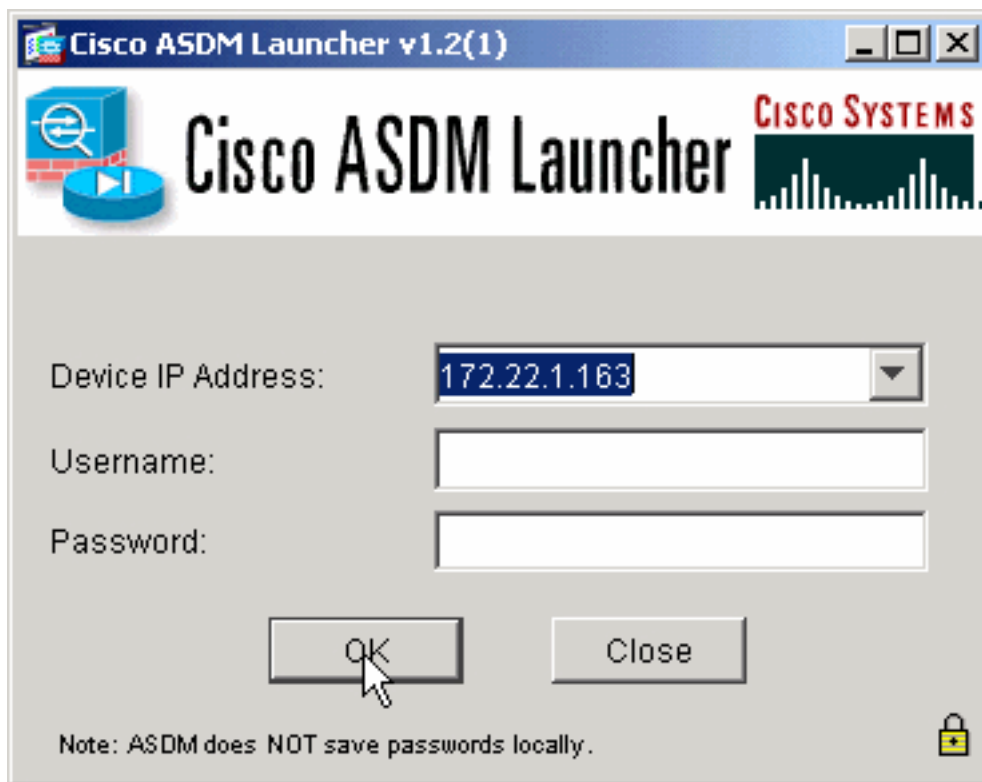 Cisco ASDM Launcher v1.2(1)
Cisco ASDM Launcher
CISCO SYSTEMS
Device IP Address:
172.22.1.163
Username:
Password:
OK
Close
Note: ASDM does NOT save passwords locally.